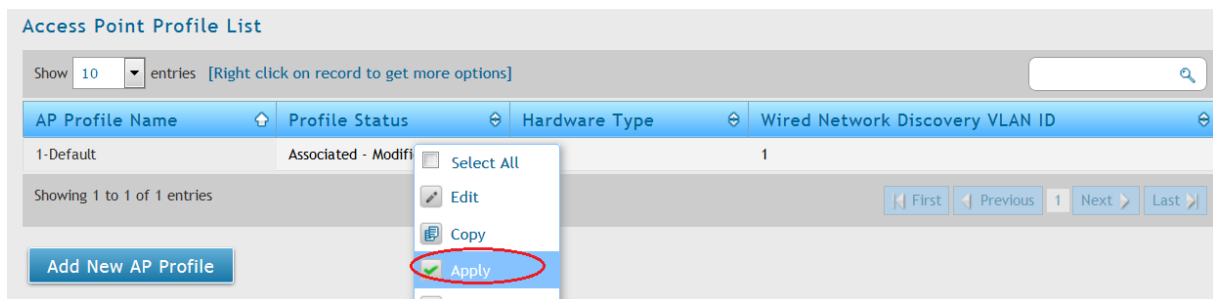 Access Point Profile List
Show 10 entries [Right click on record to get more options]
AP Profile Name Profile Status Hardware Type Wired Network Discovery VLAN ID
1-Default Associated - Modifi 1
Select All
Showing 1 to 1 of 1 entries
Edit
First Previous 1 Next Last
Copy
Add New AP Profile
Apply